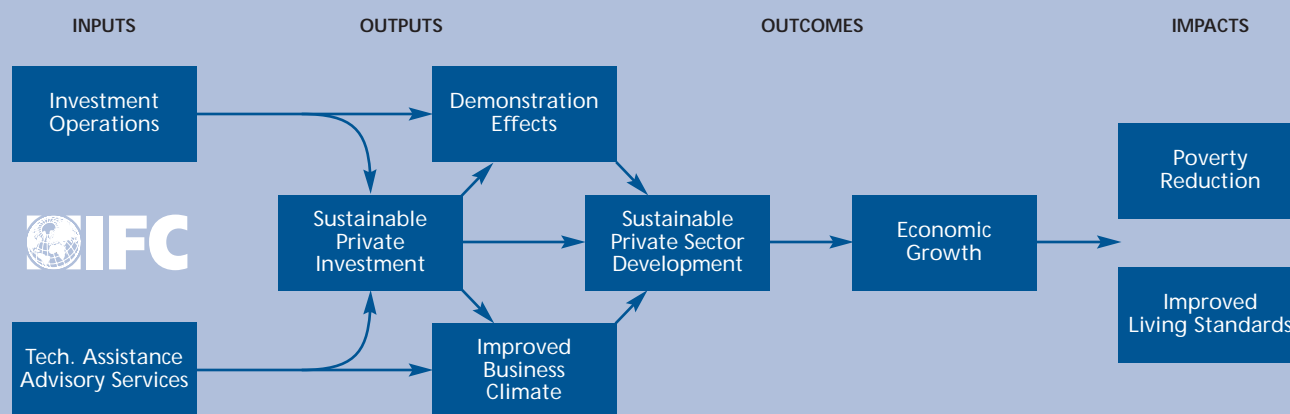 INPUTS
OUTPUTS
OUTCOMES
IMPACTS
Investment
Operations
Demonstration
Effects
Poverty
Reduction
IFC
Sustainable
Private
Investment
Sustainable
Private Sector
Development
Economic
Growth
Improved
Living Standards
Tech. Assistance
Advisory Services
Improved
Business
Climate